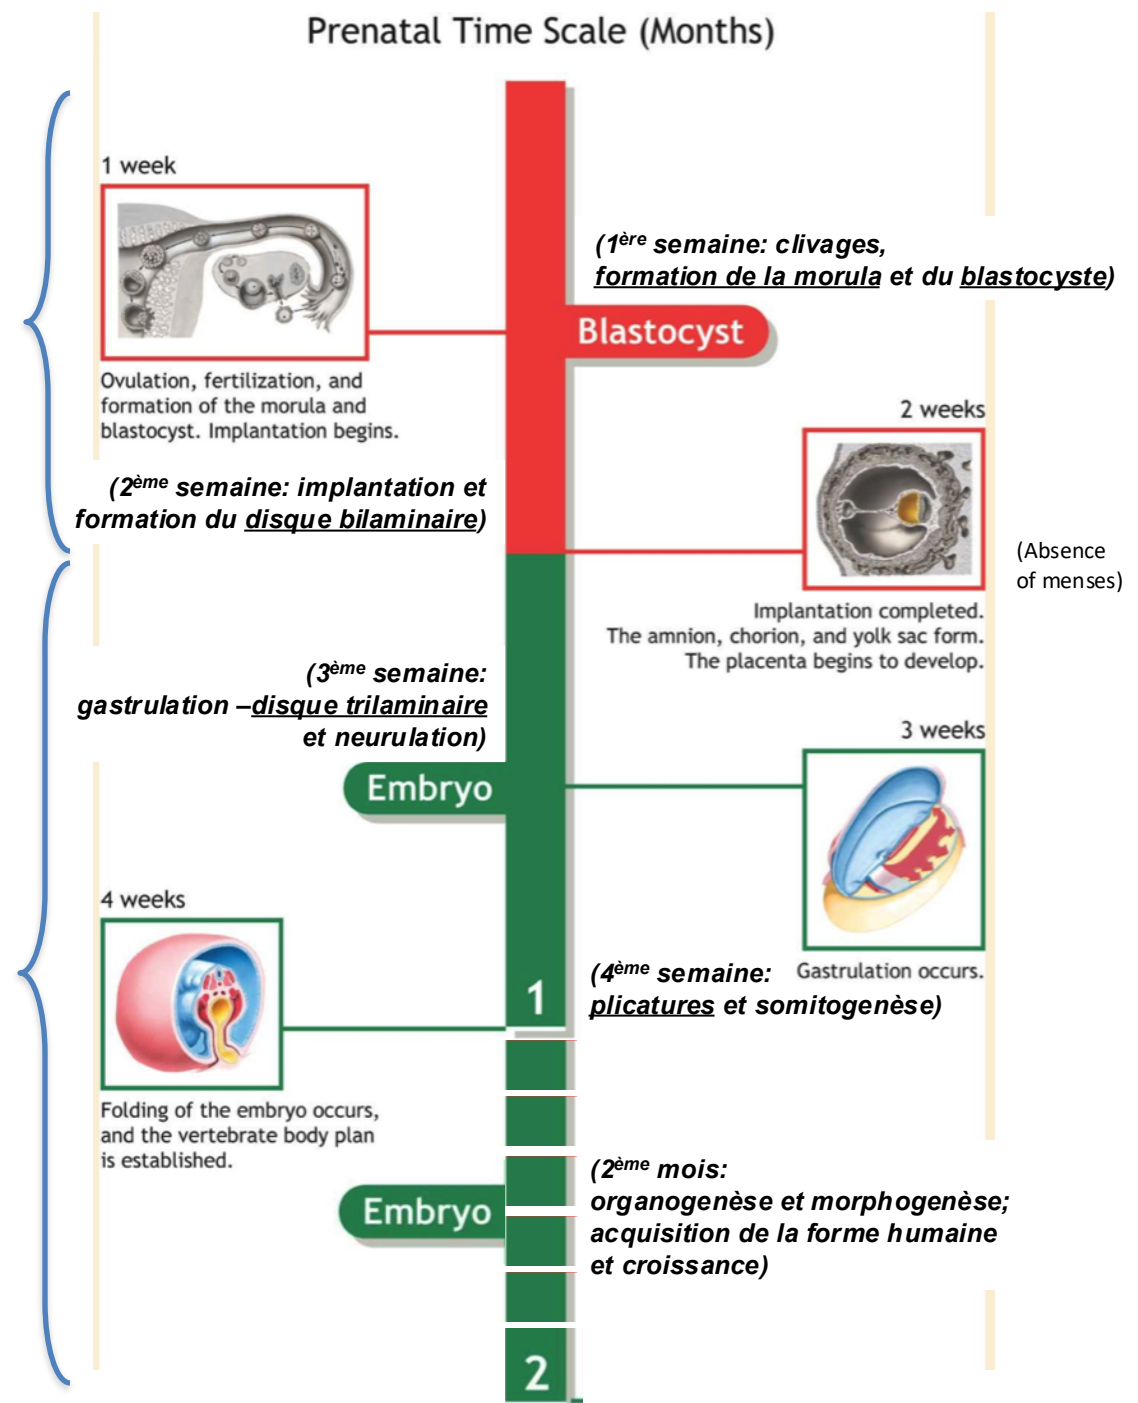 Prenatal Time Scale (Months)
1 week
(1ère semaine: clivages,
formation de la morula et du blastocyste)
Blastocyst
Ovulation, fertilization, and
formation of the morula and
blastocyst. Implantation begins.
2 weeks
(2ème semaine: implantation et
formation du disque bilaminaire)
(Absence
of menses)
Implantation completed.
The amnion, chorion, and yolk sac form.
The placenta begins to develop.
(3ème semaine:
gastrulation –disque trilaminaire
et neurulation)
3 weeks
Embryo
4 weeks
Gastrulation occurs.
(4ème semaine:
plicatures et somitogenèse)
1
Folding of the embryo occurs,
and the vertebrate body plan
is established.
(2ème mois:
organogenèse et morphogenèse;
acquisition de la forme humaine
et croissance)
Embryo
2